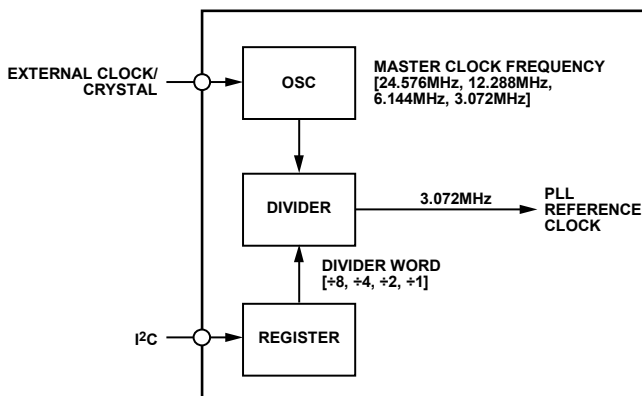 EXTERNAL CLOCK/
CRYSTAL
OSC
MASTER CLOCK FREQUENCY
[24.576MHz, 12.288MHz,
6.144MHz, 3.072MHz]
DIVIDER
3.072MHz
PLL
REFERENCE
CLOCK
DIVIDER WORD
[÷8, ÷4, ÷2, ÷1]
I²C
REGISTER